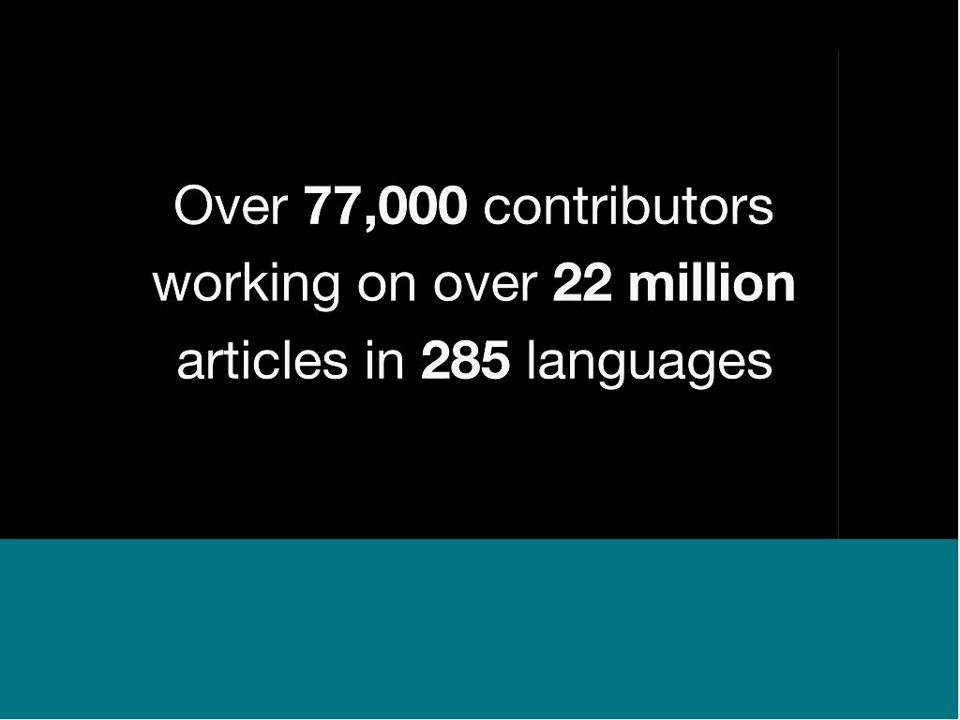 Over 77,000 contributors
working on over 22 million
articles in 285 languages